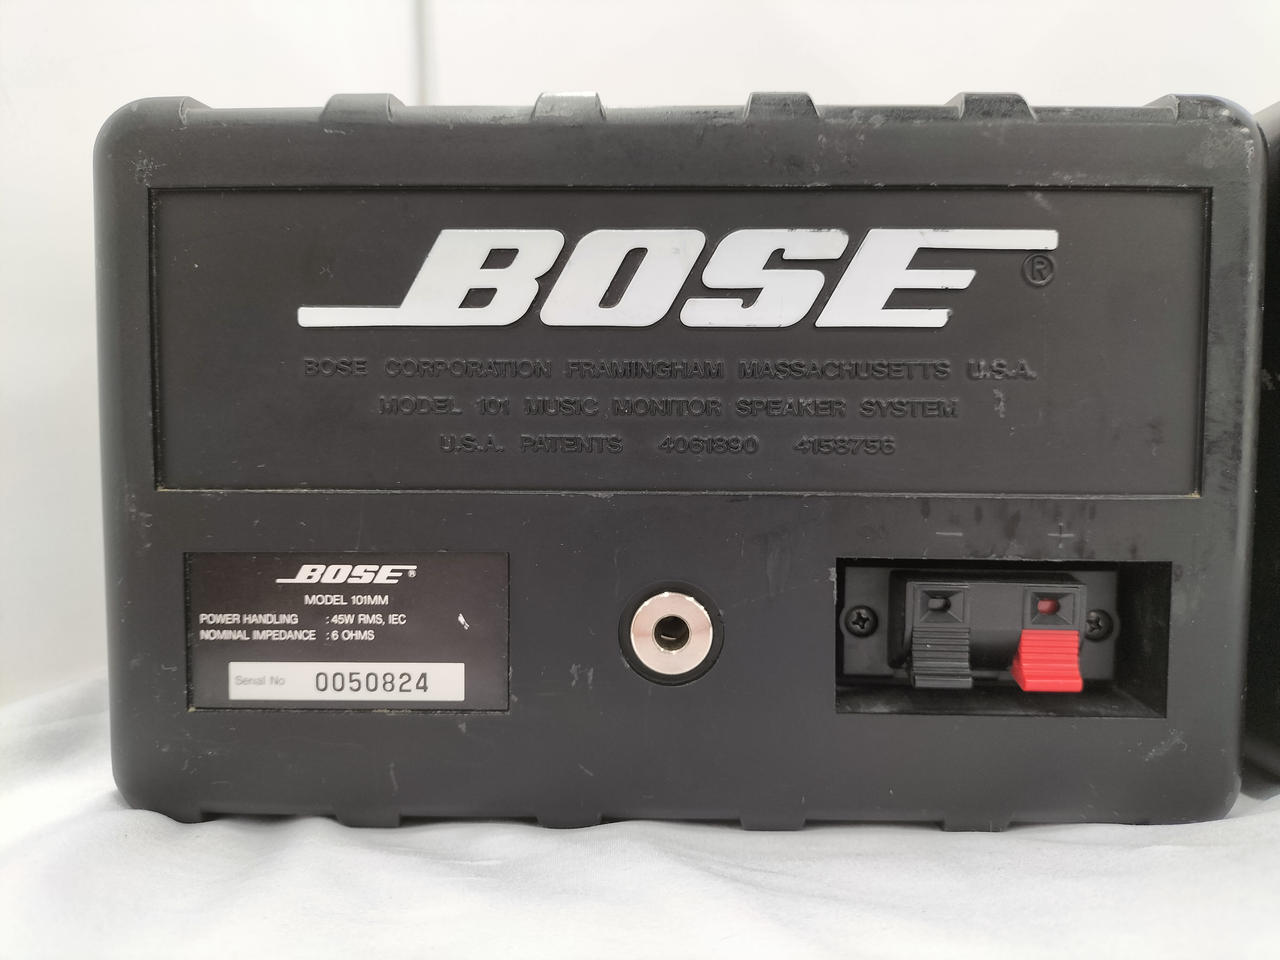 BOSE®
BOSE CORPORATION FRAMINGHAM MASSACHUSETTS U.S.A.
MODEL 101 MUSIC MONITOR SPEAKER SYSTEM
U.S.A. PATENTS 4061890 4158756
- +
BOSE®
MODEL 101MM
POWER HANDLING : 45W RMS, IEC
NOMINAL IMPEDANCE : 6 OHMS
Serial No 0050824